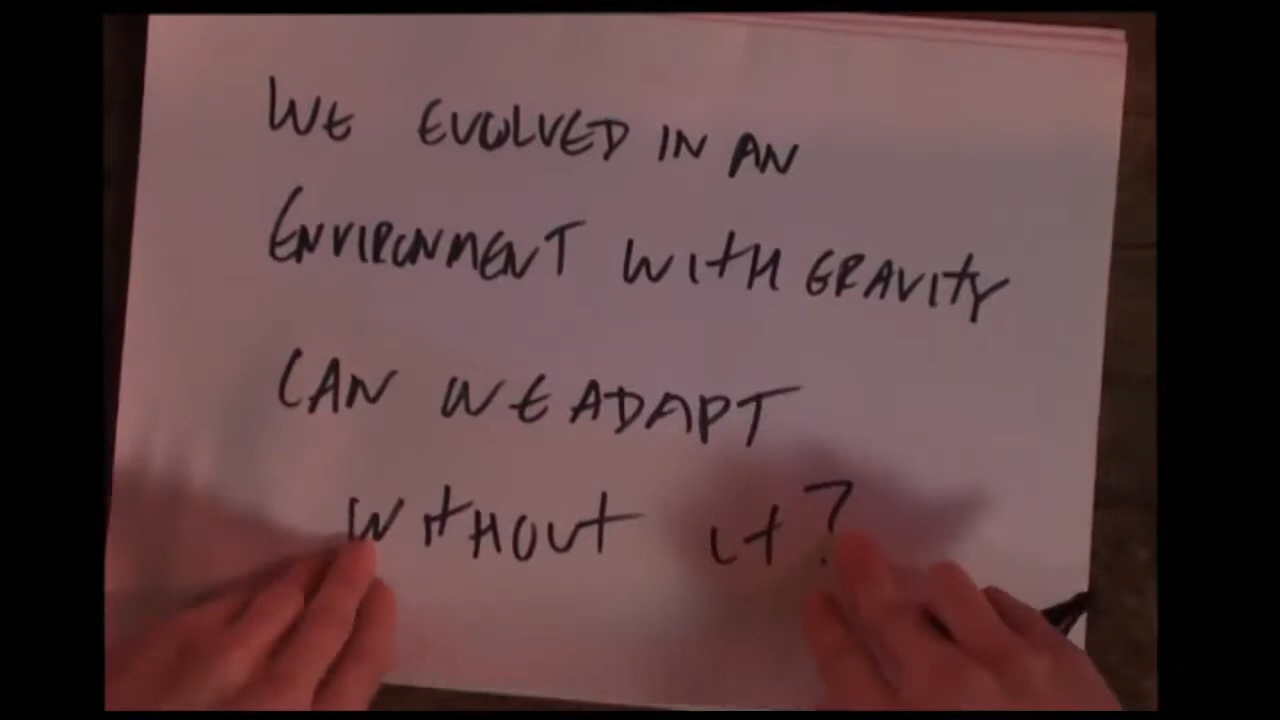 WE EVOLVED IN AN
ENVIRONMENT WITH GRAVITY
CAN WE ADAPT
WITHOUT IT?